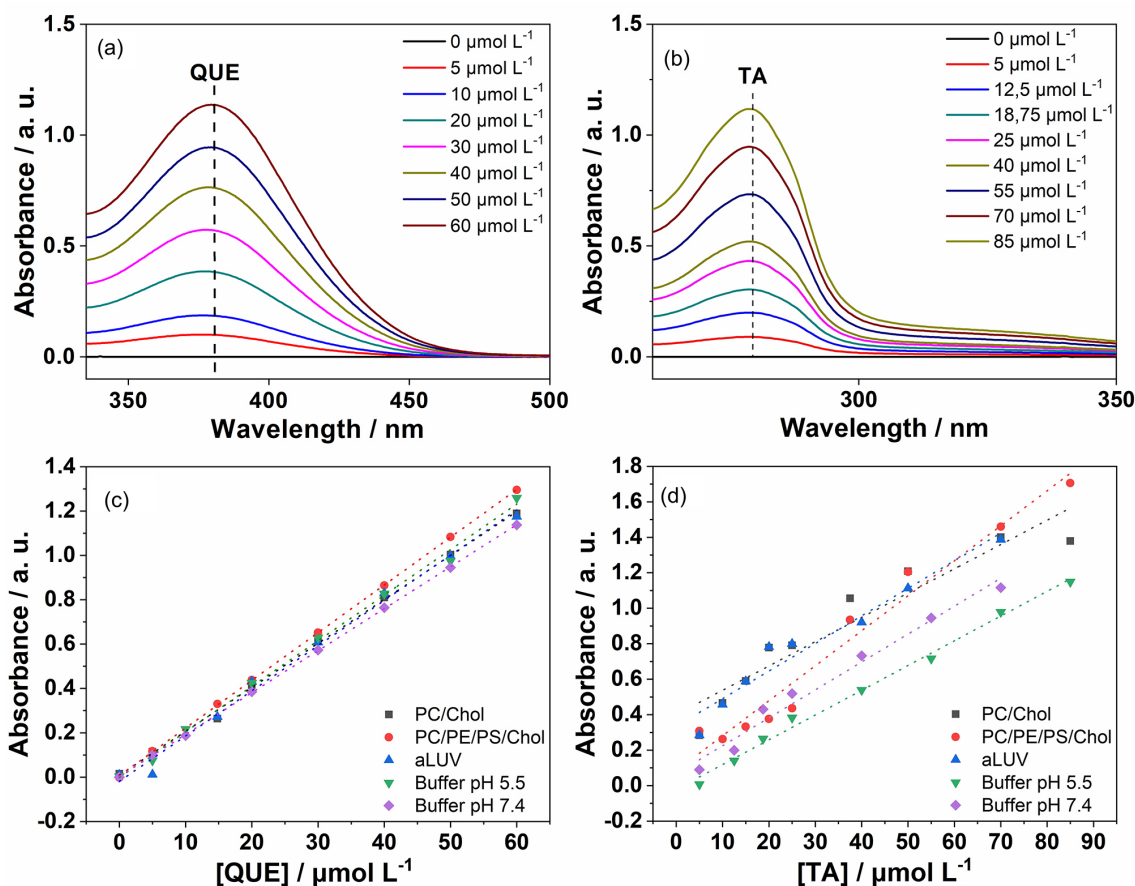 (a)
QUE
0 µmol L⁻¹
5 µmol L⁻¹
10 µmol L⁻¹
20 µmol L⁻¹
30 µmol L⁻¹
40 µmol L⁻¹
50 µmol L⁻¹
60 µmol L⁻¹
1.5
1.0
0.5
0.0
Absorbance / a. u.
350
400
450
500
Wavelength / nm
(b)
TA
0 µmol L⁻¹
5 µmol L⁻¹
12,5 µmol L⁻¹
18,75 µmol L⁻¹
25 µmol L⁻¹
40 µmol L⁻¹
55 µmol L⁻¹
70 µmol L⁻¹
85 µmol L⁻¹
1.5
1.0
0.5
0.0
Absorbance / a. u.
300
350
Wavelength / nm
(c)
1.4
1.2
1.0
0.8
0.6
0.4
0.2
0.0
-0.2
Absorbance / a. u.
PC/Chol
PC/PE/PS/Chol
aLUV
Buffer pH 5.5
Buffer pH 7.4
0
10
20
30
40
50
60
[QUE] / µmol L⁻¹
(d)
1.8
1.6
1.4
1.2
1.0
0.8
0.6
0.4
0.2
0.0
-0.2
Absorbance / a. u.
PC/Chol
PC/PE/PS/Chol
aLUV
Buffer pH 5.5
Buffer pH 7.4
0
10
20
30
40
50
60
70
80
90
[TA] / µmol L⁻¹